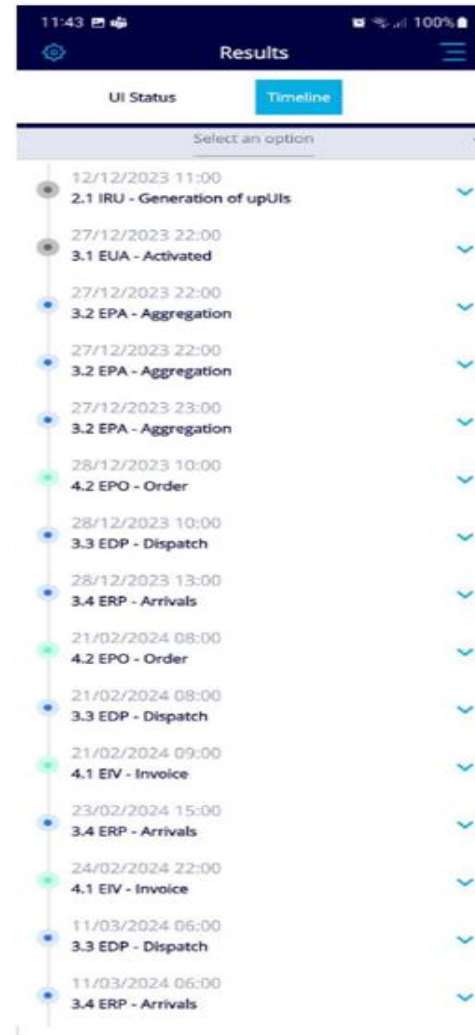 11:43 100%
Results
UI Status Timeline
Select an option
12/12/2023 11:00
2.1 IRU - Generation of upUIs
27/12/2023 22:00
3.1 EUA - Activated
27/12/2023 22:00
3.2 EPA - Aggregation
27/12/2023 22:00
3.2 EPA - Aggregation
27/12/2023 23:00
3.2 EPA - Aggregation
28/12/2023 10:00
4.2 EPO - Order
28/12/2023 10:00
3.3 EDP - Dispatch
28/12/2023 13:00
3.4 ERP - Arrivals
21/02/2024 08:00
4.2 EPO - Order
21/02/2024 08:00
3.3 EDP - Dispatch
21/02/2024 09:00
4.1 EIV - Invoice
23/02/2024 15:00
3.4 ERP - Arrivals
24/02/2024 22:00
4.1 EIV - Invoice
11/03/2024 06:00
3.3 EDP - Dispatch
11/03/2024 06:00
3.4 ERP - Arrivals